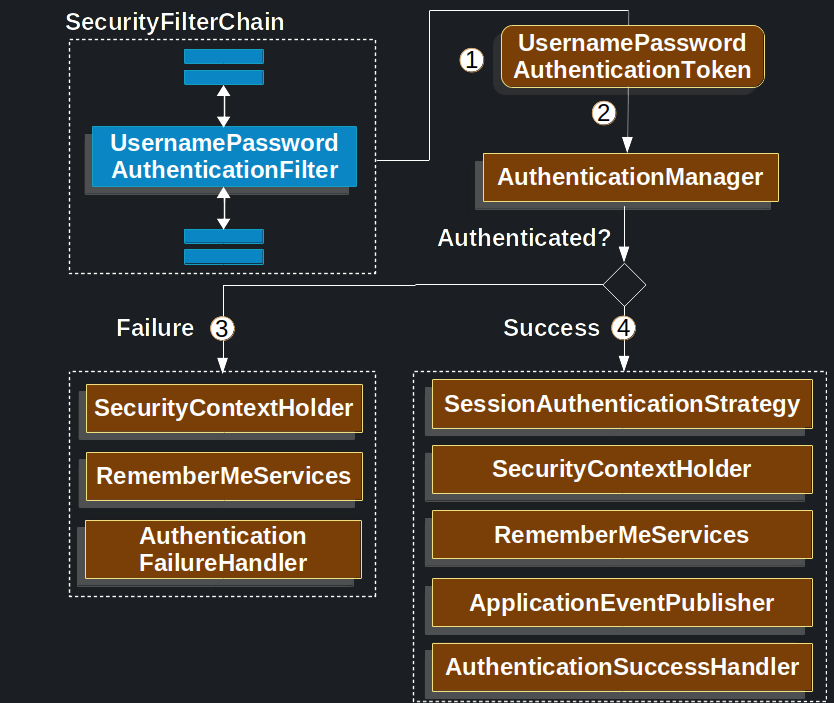 SecurityFilterChain
UsernamePassword
AuthenticationFilter
1
UsernamePassword
AuthenticationToken
2
AuthenticationManager
Authenticated?
Failure 3
SecurityContextHolder
RememberMeServices
Authentication
FailureHandler
Success 4
SessionAuthenticationStrategy
SecurityContextHolder
RememberMeServices
ApplicationEventPublisher
AuthenticationSuccessHandler